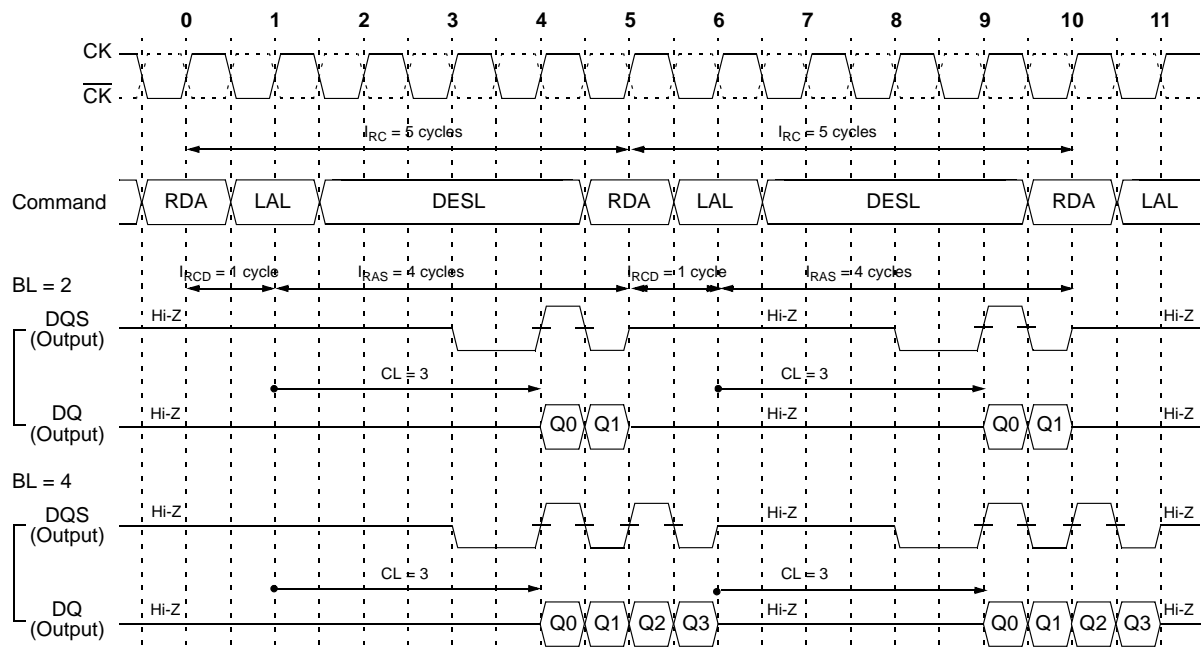 0 1 2 3 4 5 6 7 8 9 10 11
CK
CK
IRC = 5 cycles IRC = 5 cycles
Command RDA LAL DESL RDA LAL DESL RDA LAL
IRCD = 1 cycle IRAS = 4 cycles IRCD = 1 cycle IRAS = 4 cycles
BL = 2
DQS
(Output)
Hi-Z Hi-Z Hi-Z
CL = 3 CL = 3
DQ
(Output)
Hi-Z Q0 Q1 Hi-Z Q0 Q1 Hi-Z
BL = 4
DQS
(Output)
Hi-Z Hi-Z Hi-Z
CL = 3 CL = 3
DQ
(Output)
Hi-Z Q0 Q1 Q2 Q3 Hi-Z Q0 Q1 Q2 Q3 Hi-Z